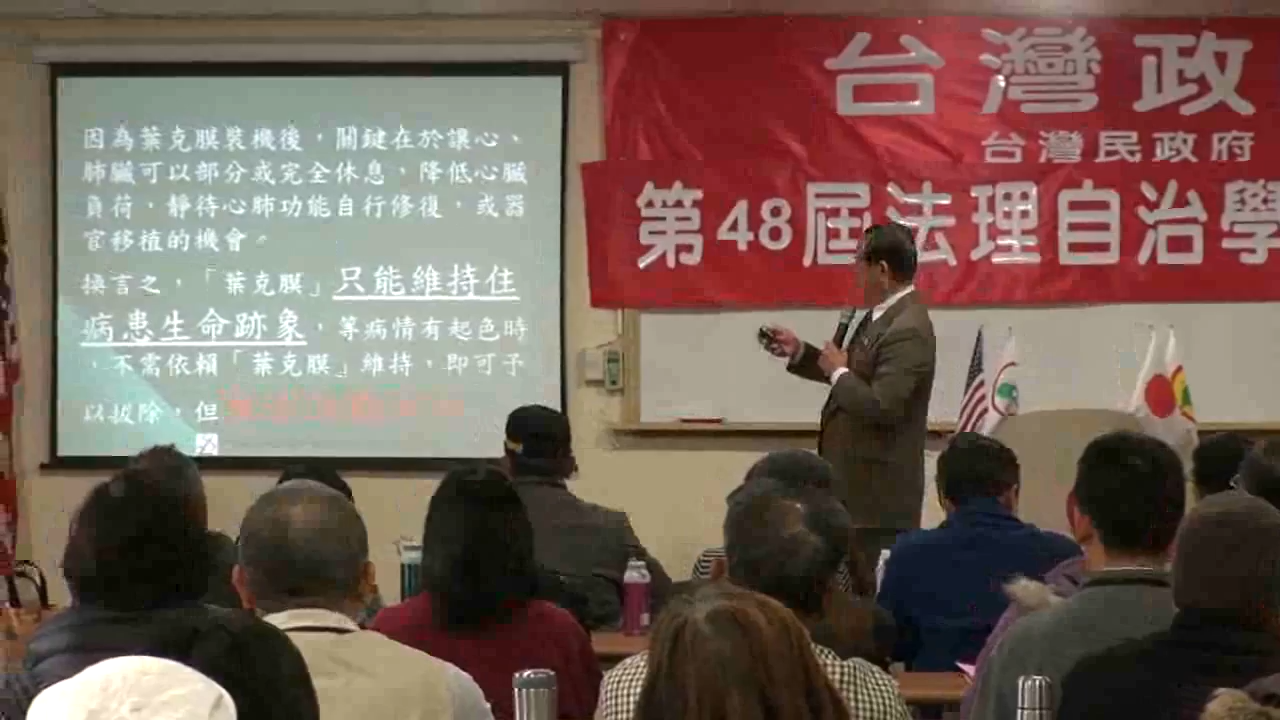 因為葉克膜裝機後，關鍵在於讓心、
肺臟可以部分或完全休息，降低心臟
負荷，靜待心肺功能自行修復，或器
官移植的機會。
換言之，「葉克膜」只能維持住
病患生命跡象，等病情有起色時
，不需依賴「葉克膜」維持，即可予
以拔除，但
台灣政
台灣民政府
第48屆法理自治學